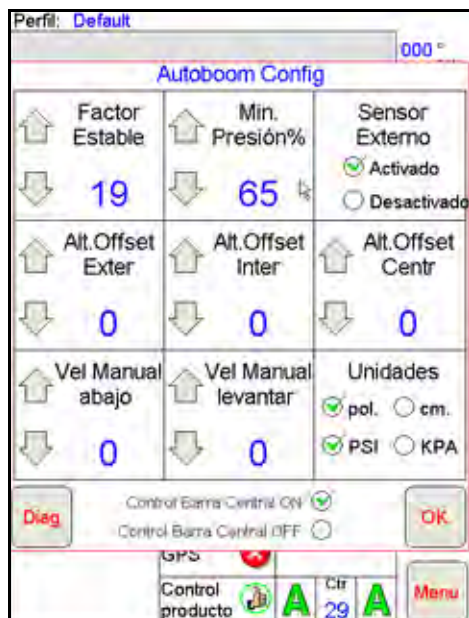 Perfil: Default
000 °
Autoboom Config
Factor Estable
19
Min. Presión%
65
Sensor Externo
Activado
Desactivado
Alt.Offset Exter
0
Alt.Offset Inter
0
Alt.Offset Centr
0
Vel Manual abajo
0
Vel Manual levantar
0
Unidades
pol. cm.
PSI KPA
Diag
Control Barra Central ON
Control Barra Central OFF
OK
GPS
Control producto
A
Ctr
29
A
Menu